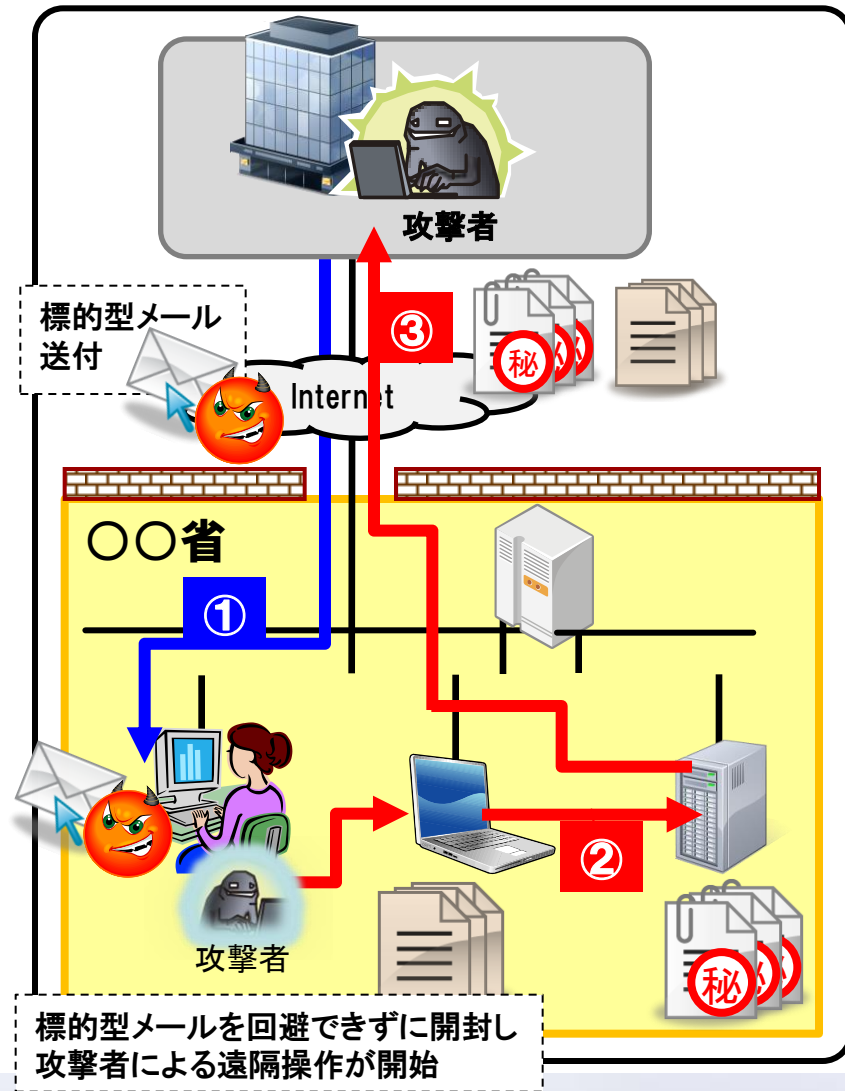 攻撃者
標的型メール
送付
③
秘
Internet
〇〇省
①
②
攻撃者
秘
標的型メールを回避できずに開封し
攻撃者による遠隔操作が開始